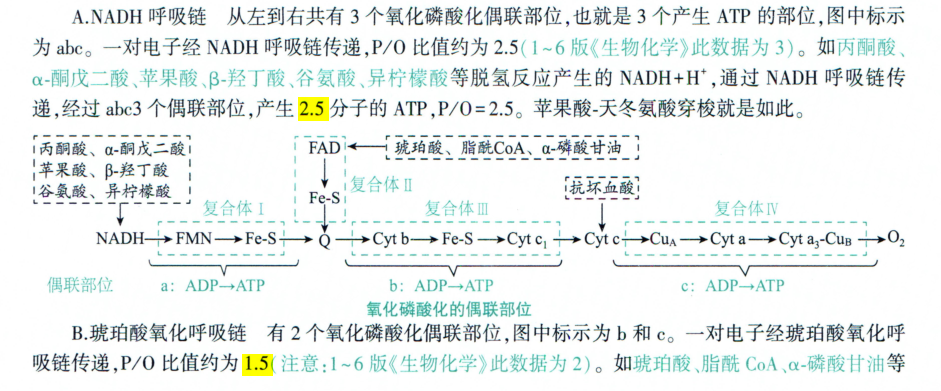 A.NADH 呼吸链　从左到右共有 3 个氧化磷酸化偶联部位,也就是 3 个产生 ATP 的部位,图中标示
为 abc。一对电子经 NADH 呼吸链传递,P/O 比值约为 2.5(1~6 版《生物化学》此数据为 3)。如丙酮酸、
α-酮戊二酸、苹果酸、β-羟丁酸、谷氨酸、异柠檬酸等脱氢反应产生的 NADH+H⁺,通过 NADH 呼吸链传
递,经过 abc3 个偶联部位,产生 2.5 分子的 ATP,P/O=2.5。苹果酸-天冬氨酸穿梭就是如此。
丙酮酸、α-酮戊二酸
苹果酸、β-羟丁酸
谷氨酸、异柠檬酸
FAD
琥珀酸、脂酰CoA、α-磷酸甘油
Fe-S
复合体Ⅱ
抗坏血酸
复合体Ⅰ
复合体Ⅲ
复合体Ⅳ
NADH→FMN→Fe-S→Q→Cyt b→Fe-S→Cyt c₁→Cyt c→CuA→Cyt a→Cyt a₃-CuB→O₂
偶联部位
a: ADP→ATP
b: ADP→ATP
c: ADP→ATP
氧化磷酸化的偶联部位
B.琥珀酸氧化呼吸链　有 2 个氧化磷酸化偶联部位,图中标示为 b 和 c。一对电子经琥珀酸氧化呼
吸链传递,P/O 比值约为 1.5(注意:1~6 版《生物化学》此数据为 2)。如琥珀酸、脂酰 CoA、α-磷酸甘油等